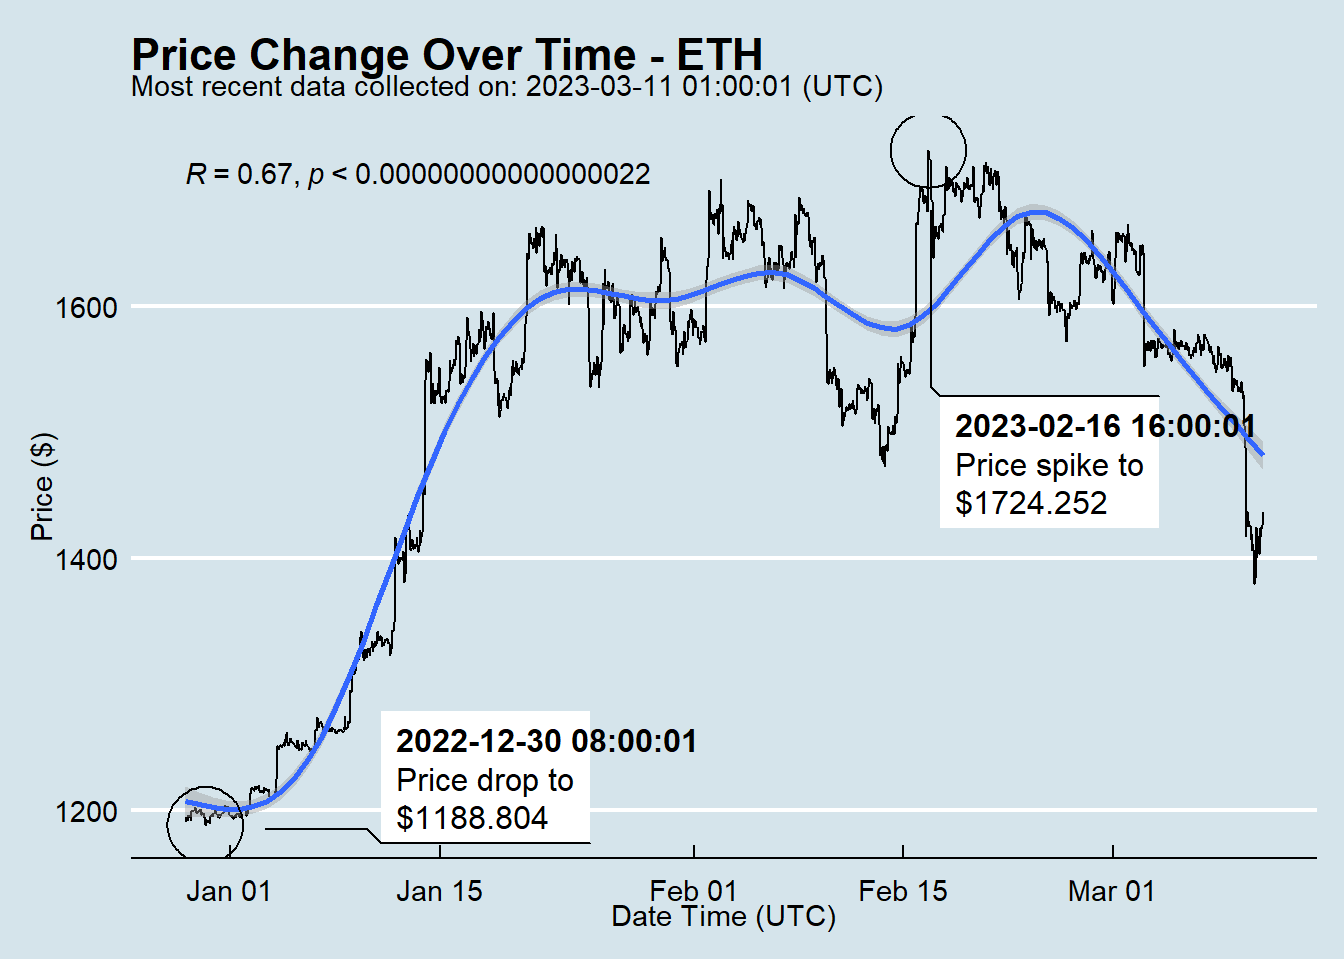 Price Change Over Time - ETH
Most recent data collected on: 2023-03-11 01:00:01 (UTC)
R = 0.67, p < 0.00000000000000022
Price ($)
1600
1400
1200
2023-02-16 16:00:01
Price spike to
$1724.252
2022-12-30 08:00:01
Price drop to
$1188.804
Jan 01
Jan 15
Feb 01
Feb 15
Mar 01
Date Time (UTC)